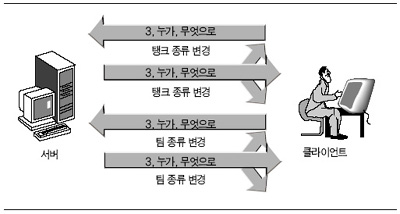 3, 누가, 무엇으로
탱크 종류 변경
3, 누가, 무엇으로
탱크 종류 변경
3, 누가, 무엇으로
팀 종류 변경
3, 누가, 무엇으로
팀 종류 변경
서버
클라이언트